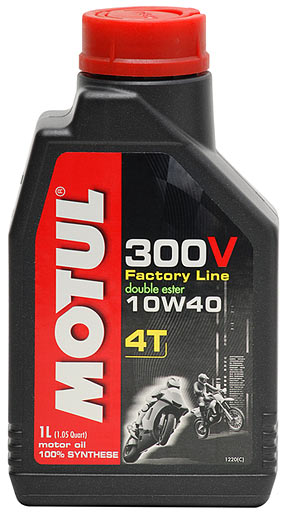 MOTUL®
300V
Factory Line
double ester
10W40
4T
1L (1.05 Quart)
motor oil
100% SYNTHESE
1220(C)